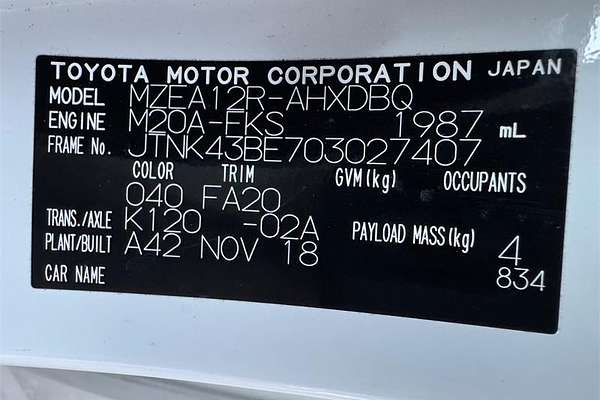 TOYOTA MOTOR CORPORATION JAPAN
MODEL MZEA12R-AHXDBQ
ENGINE M20A-FKS 1987 mL
FRAME No. JTNK43BE703027407
COLOR TRIM GVM(kg) OCCUPANTS
040 FA20
TRANS./AXLE K120 -02A PAYLOAD MASS(kg) 4
PLANT/BUILT A42 NOV 18 834
CAR NAME